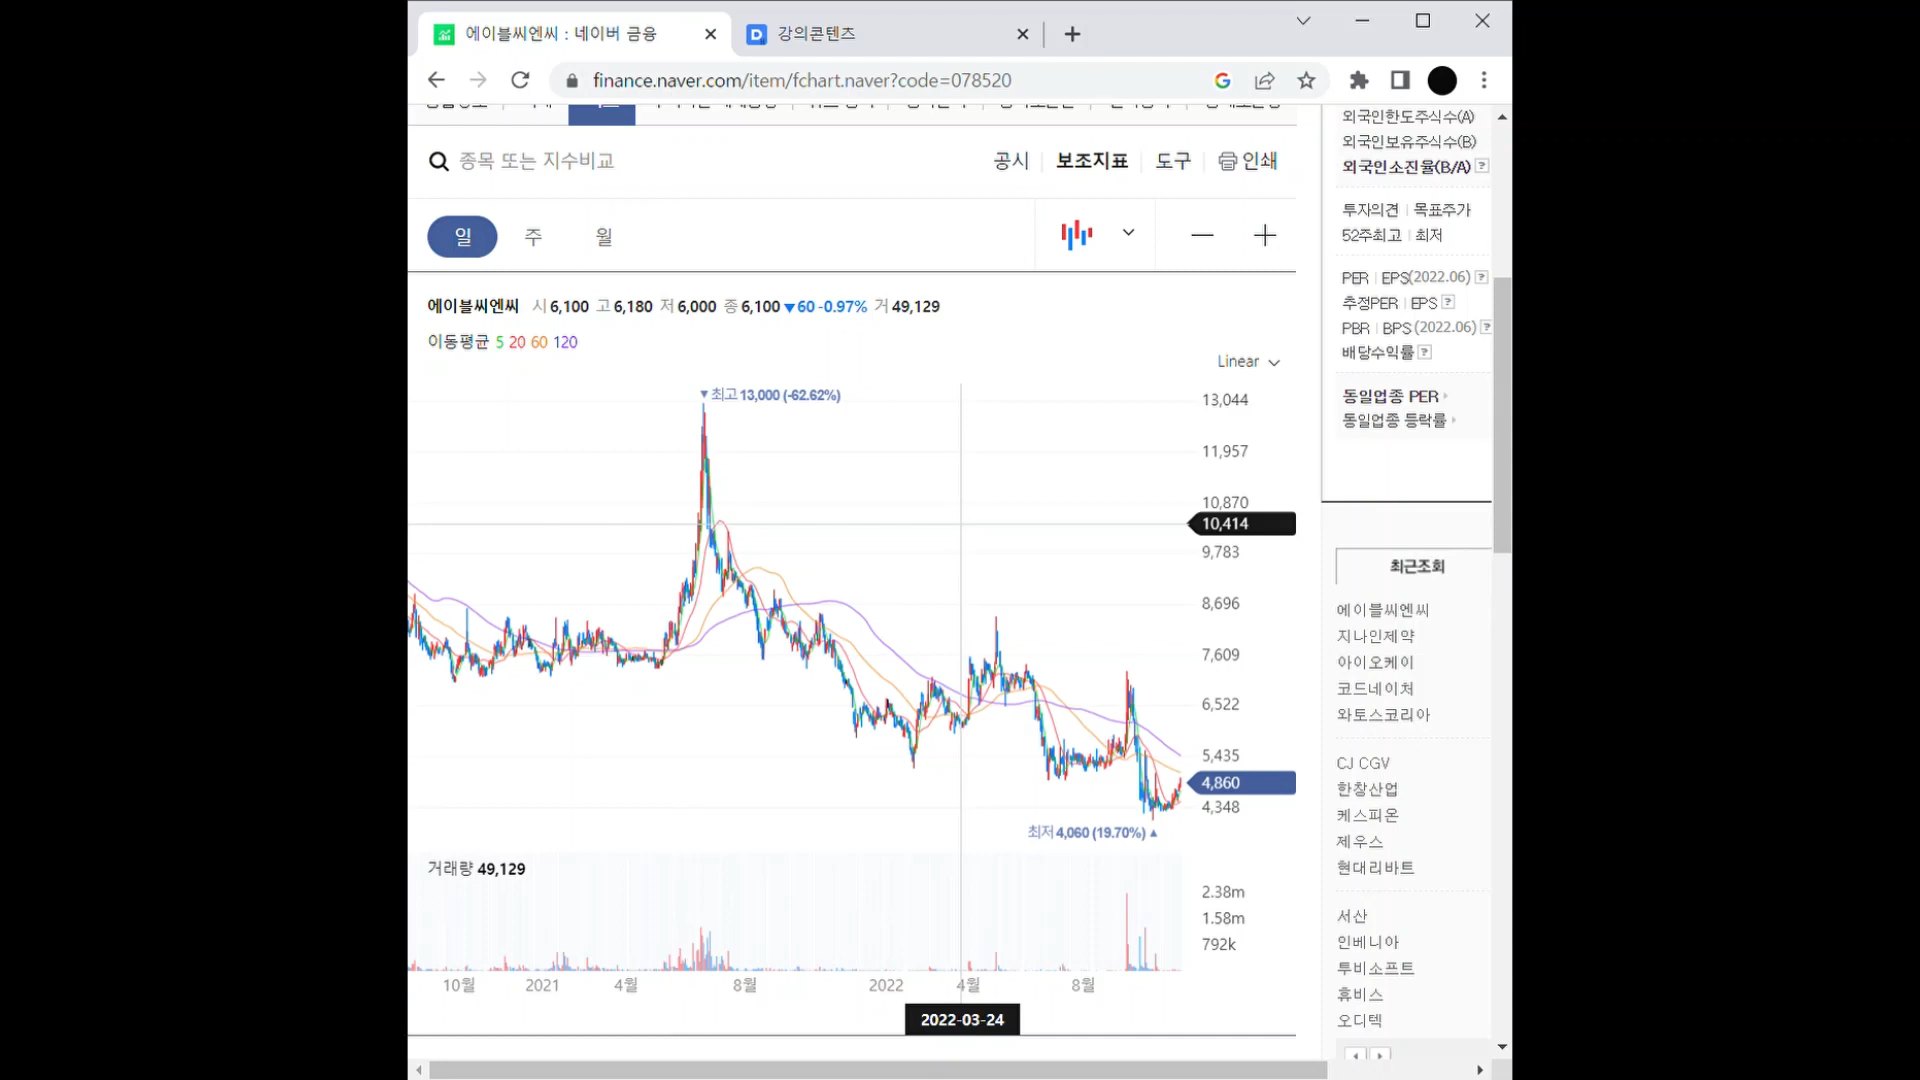 에이블씨엔씨 : 네이버 금융
강의콘텐츠
finance.naver.com/item/fchart.naver?code=078520
종목 또는 지수비교
공시 보조지표 도구 인쇄
일 주 월
에이블씨엔씨 시 6,100 고 6,180 저 6,000 종 6,100 ▼60 -0.97% 거 49,129
이동평균 5 20 60 120
Linear
▼최고 13,000 (-62.62%)
13,044
11,957
10,870
10,414
9,783
8,696
7,609
6,522
5,435
4,860
4,348
최저 4,060 (19.70%) ▲
거래량 49,129
2.38m
1.58m
792k
10월 2021 4월 8월 2022 4월 8월
2022-03-24
외국인한도주식수(A)
외국인보유주식수(B)
외국인소진율(B/A) ?
투자의견 | 목표주가
52주최고 | 최저
PER | EPS(2022.06) ?
추정PER | EPS ?
PBR | BPS (2022.06) ?
배당수익률 ?
동일업종 PER
동일업종 등락률
최근조회
에이블씨엔씨
지나인제약
아이오케이
코드네이처
와토스코리아
CJ CGV
한창산업
케스피온
제우스
현대리바트
서산
인베니아
투비소프트
휴비스
오디텍